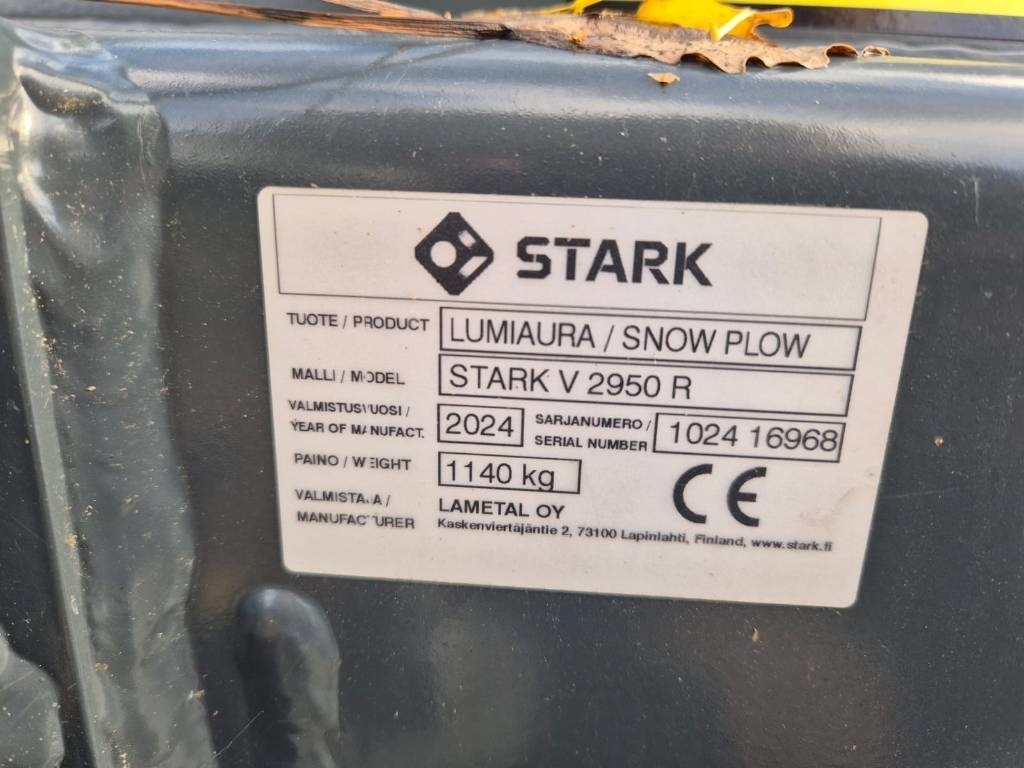 STARK
TUOTE / PRODUCT LUMIAURA / SNOW PLOW
MALLI / MODEL STARK V 2950 R
VALMISTUSVUOSI / YEAR OF MANUFACT. 2024 SARJANUMERO / SERIAL NUMBER 1024 16968
PAINO / WEIGHT 1140 kg
CE
VALMISTAJA / MANUFACTURER LAMETAL OY
Kaskenviertäjäntie 2, 73100 Lapinlahti, Finland, www.stark.fi